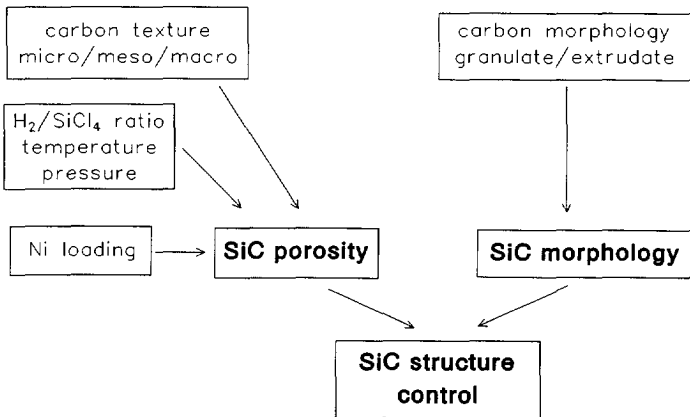 carbon texture
micro/meso/macro
carbon morphology
granulate/extrudate
H₂/SiCl₄ ratio
temperature
pressure
Ni loading
SiC porosity
SiC morphology
SiC structure
control